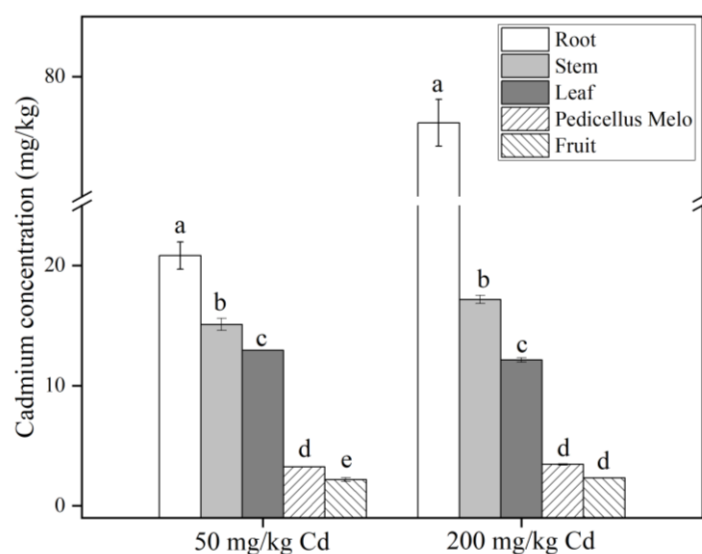 Cadmium concentration (mg/kg)
80
20
10
0
Root
Stem
Leaf
Pedicellus Melo
Fruit
a
b
c
d
e
a
b
c
d
d
50 mg/kg Cd
200 mg/kg Cd